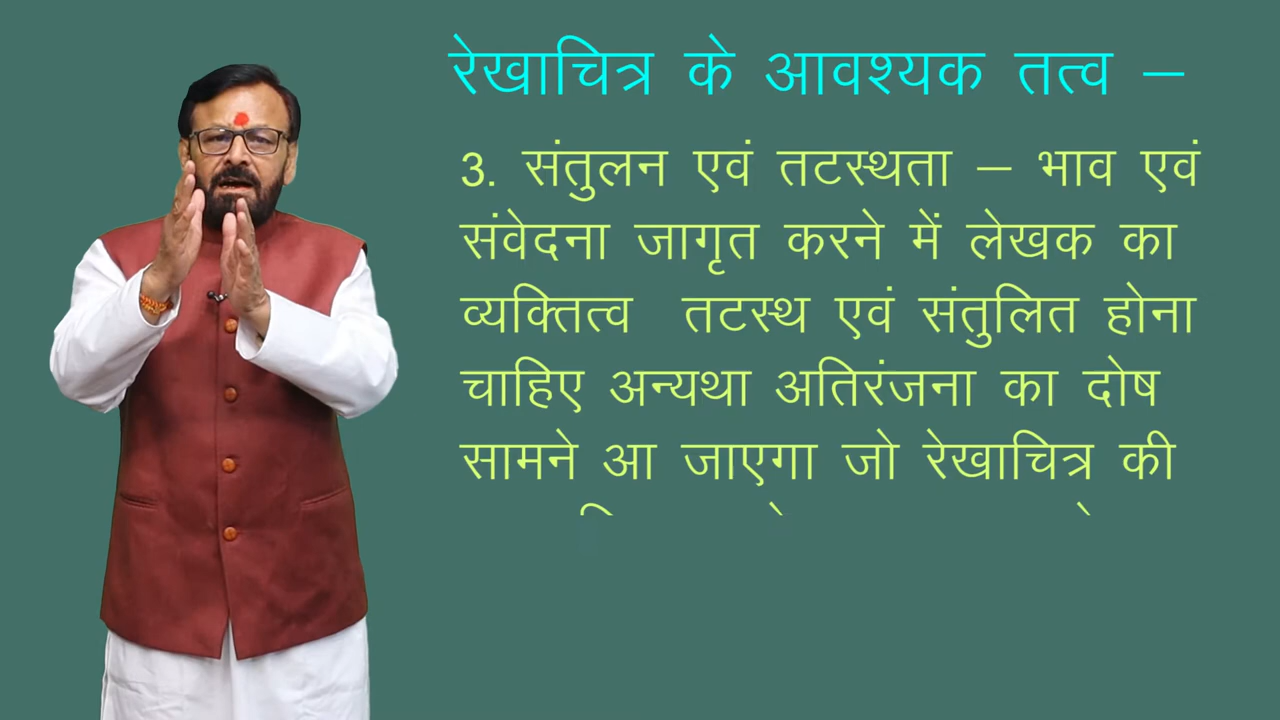 रेखाचित्र के आवश्यक तत्व –
3. संतुलन एवं तटस्थता – भाव एवं
संवेदना जागृत करने में लेखक का
व्यक्तित्व तटस्थ एवं संतुलित होना
चाहिए अन्यथा अतिरंजना का दोष
सामने आ जाएगा जो रेखाचित्र की